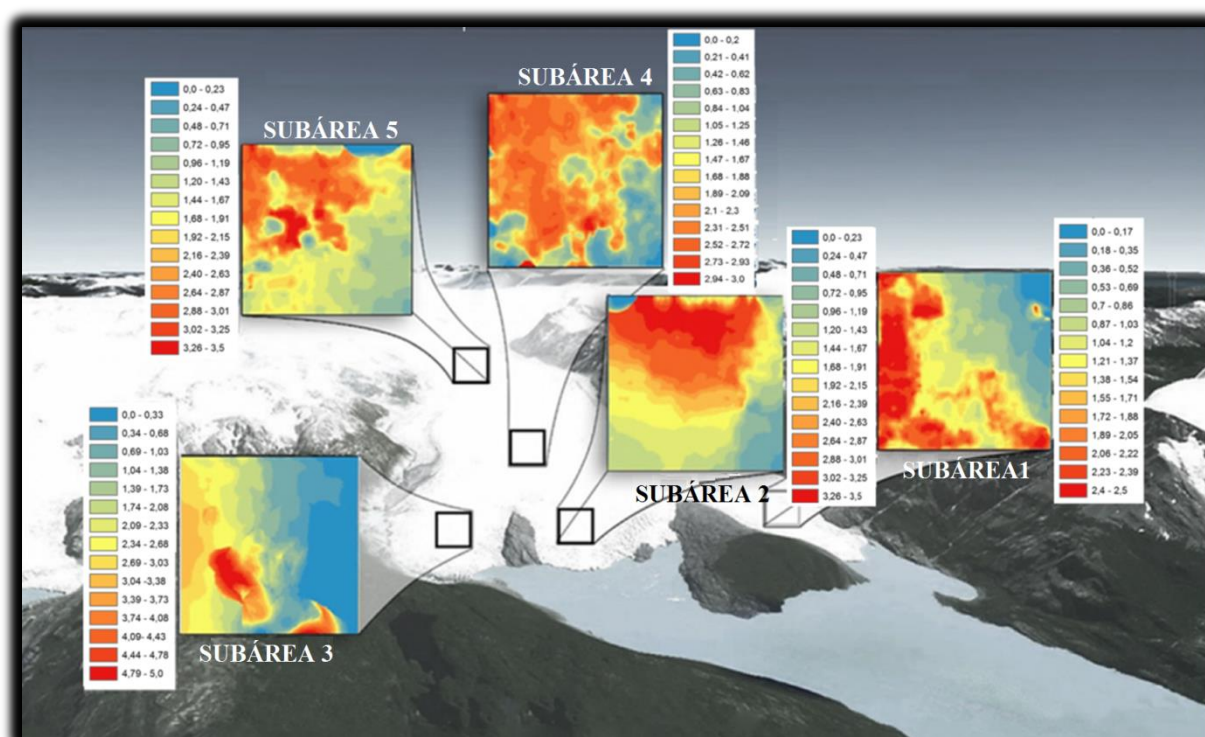 SUBÁREA 5
0,0 - 0,23
0,24 - 0,47
0,48 - 0,71
0,72 - 0,95
0,96 - 1,19
1,20 - 1,43
1,44 - 1,67
1,68 - 1,91
1,92 - 2,15
2,16 - 2,39
2,40 - 2,63
2,64 - 2,87
2,88 - 3,01
3,02 - 3,25
3,26 - 3,5
SUBÁREA 4
0,0 - 0,2
0,21 - 0,41
0,42 - 0,62
0,63 - 0,83
0,84 - 1,04
1,05 - 1,25
1,26 - 1,46
1,47 - 1,67
1,68 - 1,88
1,89 - 2,09
2,1 - 2,3
2,31 - 2,51
2,52 - 2,72
2,73 - 2,93
2,94 - 3,0
SUBÁREA 2
0,0 - 0,23
0,24 - 0,47
0,48 - 0,71
0,72 - 0,95
0,96 - 1,19
1,20 - 1,43
1,44 - 1,67
1,68 - 1,91
1,92 - 2,15
2,16 - 2,39
2,40 - 2,63
2,64 - 2,87
2,88 - 3,01
3,02 - 3,25
3,26 - 3,5
SUBÁREA1
0,0 - 0,17
0,18 - 0,35
0,36 - 0,52
0,53 - 0,69
0,7 - 0,86
0,87 - 1,03
1,04 - 1,2
1,21 - 1,37
1,38 - 1,54
1,55 - 1,71
1,72 - 1,88
1,89 - 2,05
2,06 - 2,22
2,23 - 2,39
2,4 - 2,5
0,0 - 0,33
0,34 - 0,68
0,69 - 1,03
1,04 - 1,38
1,39 - 1,73
1,74 - 2,08
2,09 - 2,33
2,34 - 2,68
2,69 - 3,03
3,04 -3,38
3,39 - 3,73
3,74 - 4,08
4,09- 4,43
4,44 - 4,78
4,79 - 5,0
SUBÁREA 3